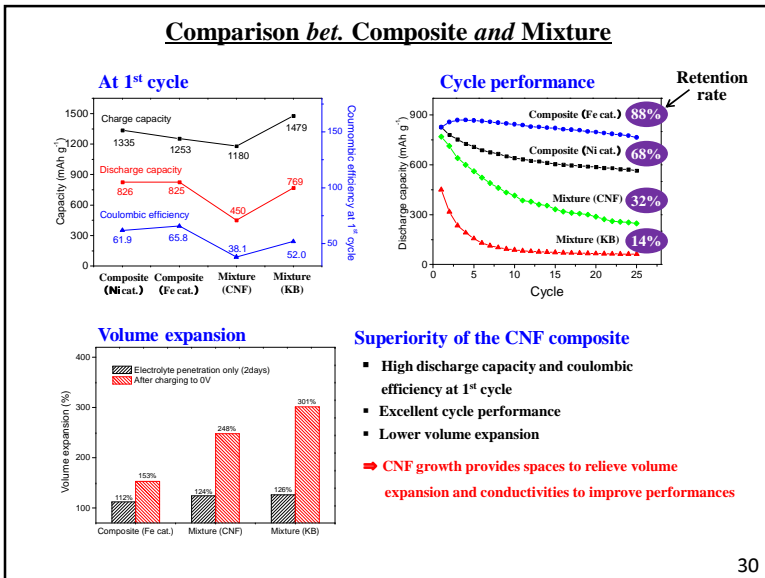 Comparison bet. Composite and Mixture
At 1st cycle
Capacity (mAh g-1)
1500
1200
900
600
300
0
Charge capacity
1335
1253
1180
1479
Discharge capacity
826
825
450
769
Coulombic efficiency
61.9
65.8
38.1
52.0
150
100
50
Coumombic efficiency at 1st cycle
Composite
(Ni cat.)
Composite
(Fe cat.)
Mixture
(CNF)
Mixture
(KB)
Cycle performance
Retention
rate
Discharge capacity (mAh g-1)
900
600
300
0
Composite (Fe cat.)
88%
Composite (Ni cat.)
68%
Mixture (CNF)
32%
Mixture (KB)
14%
0
5
10
15
20
25
Cycle
Volume expansion
Volume expansion (%)
400
300
200
100
Electrolyte penetration only (2days)
After charging to 0V
112%
153%
124%
248%
126%
301%
Composite (Fe cat.)
Mixture (CNF)
Mixture (KB)
Superiority of the CNF composite
▪ High discharge capacity and coulombic
efficiency at 1st cycle
▪ Excellent cycle performance
▪ Lower volume expansion
⇒ CNF growth provides spaces to relieve volume
expansion and conductivities to improve performances
30